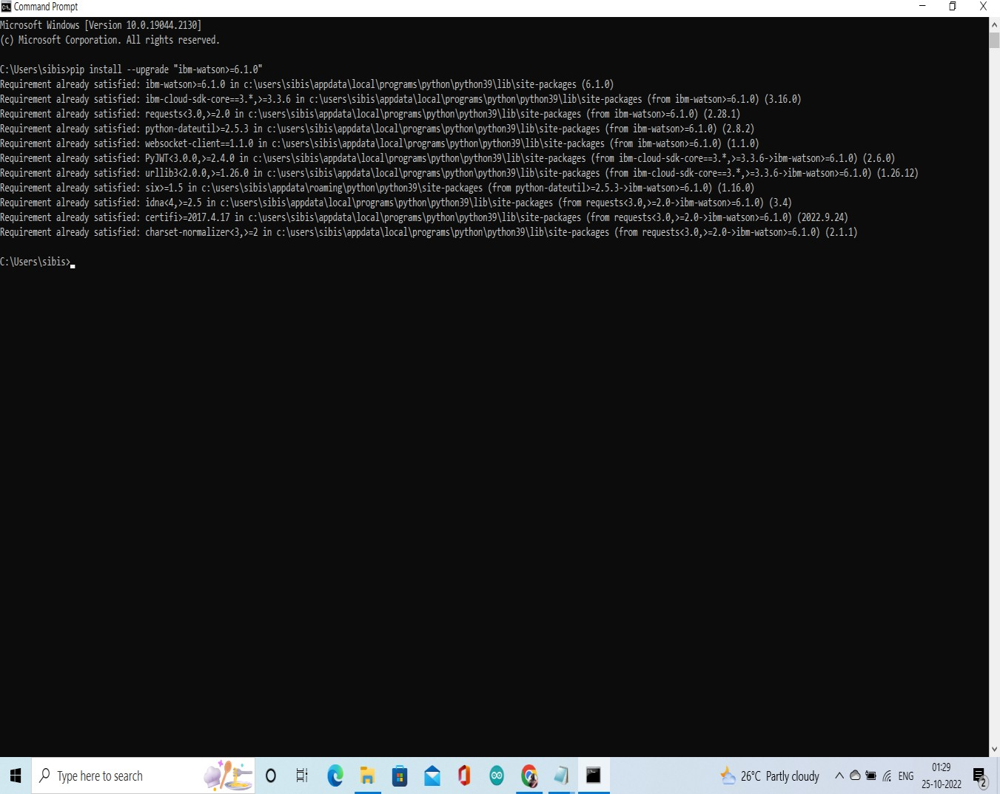 Command Prompt
Microsoft Windows [Version 10.0.19044.2130]
(c) Microsoft Corporation. All rights reserved.
C:\Users\sibis>pip install --upgrade "ibm-watson>=6.1.0"
Requirement already satisfied: ibm-watson>=6.1.0 in c:\users\sibis\appdata\local\programs\python\python39\lib\site-packages (6.1.0)
Requirement already satisfied: ibm-cloud-sdk-core==3.*,>=3.3.6 in c:\users\sibis\appdata\local\programs\python\python39\lib\site-packages (from ibm-watson>=6.1.0) (3.16.0)
Requirement already satisfied: requests<3.0,>=2.0 in c:\users\sibis\appdata\local\programs\python\python39\lib\site-packages (from ibm-watson>=6.1.0) (2.28.1)
Requirement already satisfied: python-dateutil>=2.5.3 in c:\users\sibis\appdata\local\programs\python\python39\lib\site-packages (from ibm-watson>=6.1.0) (2.8.2)
Requirement already satisfied: websocket-client==1.1.0 in c:\users\sibis\appdata\local\programs\python\python39\lib\site-packages (from ibm-watson>=6.1.0) (1.1.0)
Requirement already satisfied: PyJWT<3.0.0,>=2.4.0 in c:\users\sibis\appdata\local\programs\python\python39\lib\site-packages (from ibm-cloud-sdk-core==3.*,>=3.3.6->ibm-watson>=6.1.0) (2.6.0)
Requirement already satisfied: urllib3<2.0.0,>=1.26.0 in c:\users\sibis\appdata\local\programs\python\python39\lib\site-packages (from ibm-cloud-sdk-core==3.*,>=3.3.6->ibm-watson>=6.1.0) (1.26.12)
Requirement already satisfied: six>=1.5 in c:\users\sibis\appdata\roaming\python\python39\site-packages (from python-dateutil>=2.5.3->ibm-watson>=6.1.0) (1.16.0)
Requirement already satisfied: idna<4,>=2.5 in c:\users\sibis\appdata\local\programs\python\python39\lib\site-packages (from requests<3.0,>=2.0->ibm-watson>=6.1.0) (3.4)
Requirement already satisfied: certifi>=2017.4.17 in c:\users\sibis\appdata\local\programs\python\python39\lib\site-packages (from requests<3.0,>=2.0->ibm-watson>=6.1.0) (2022.9.24)
Requirement already satisfied: charset-normalizer<3,>=2 in c:\users\sibis\appdata\local\programs\python\python39\lib\site-packages (from requests<3.0,>=2.0->ibm-watson>=6.1.0) (2.1.1)
C:\Users\sibis>
Type here to search
26°C Partly cloudy
ENG
01:29
25-10-2022
2